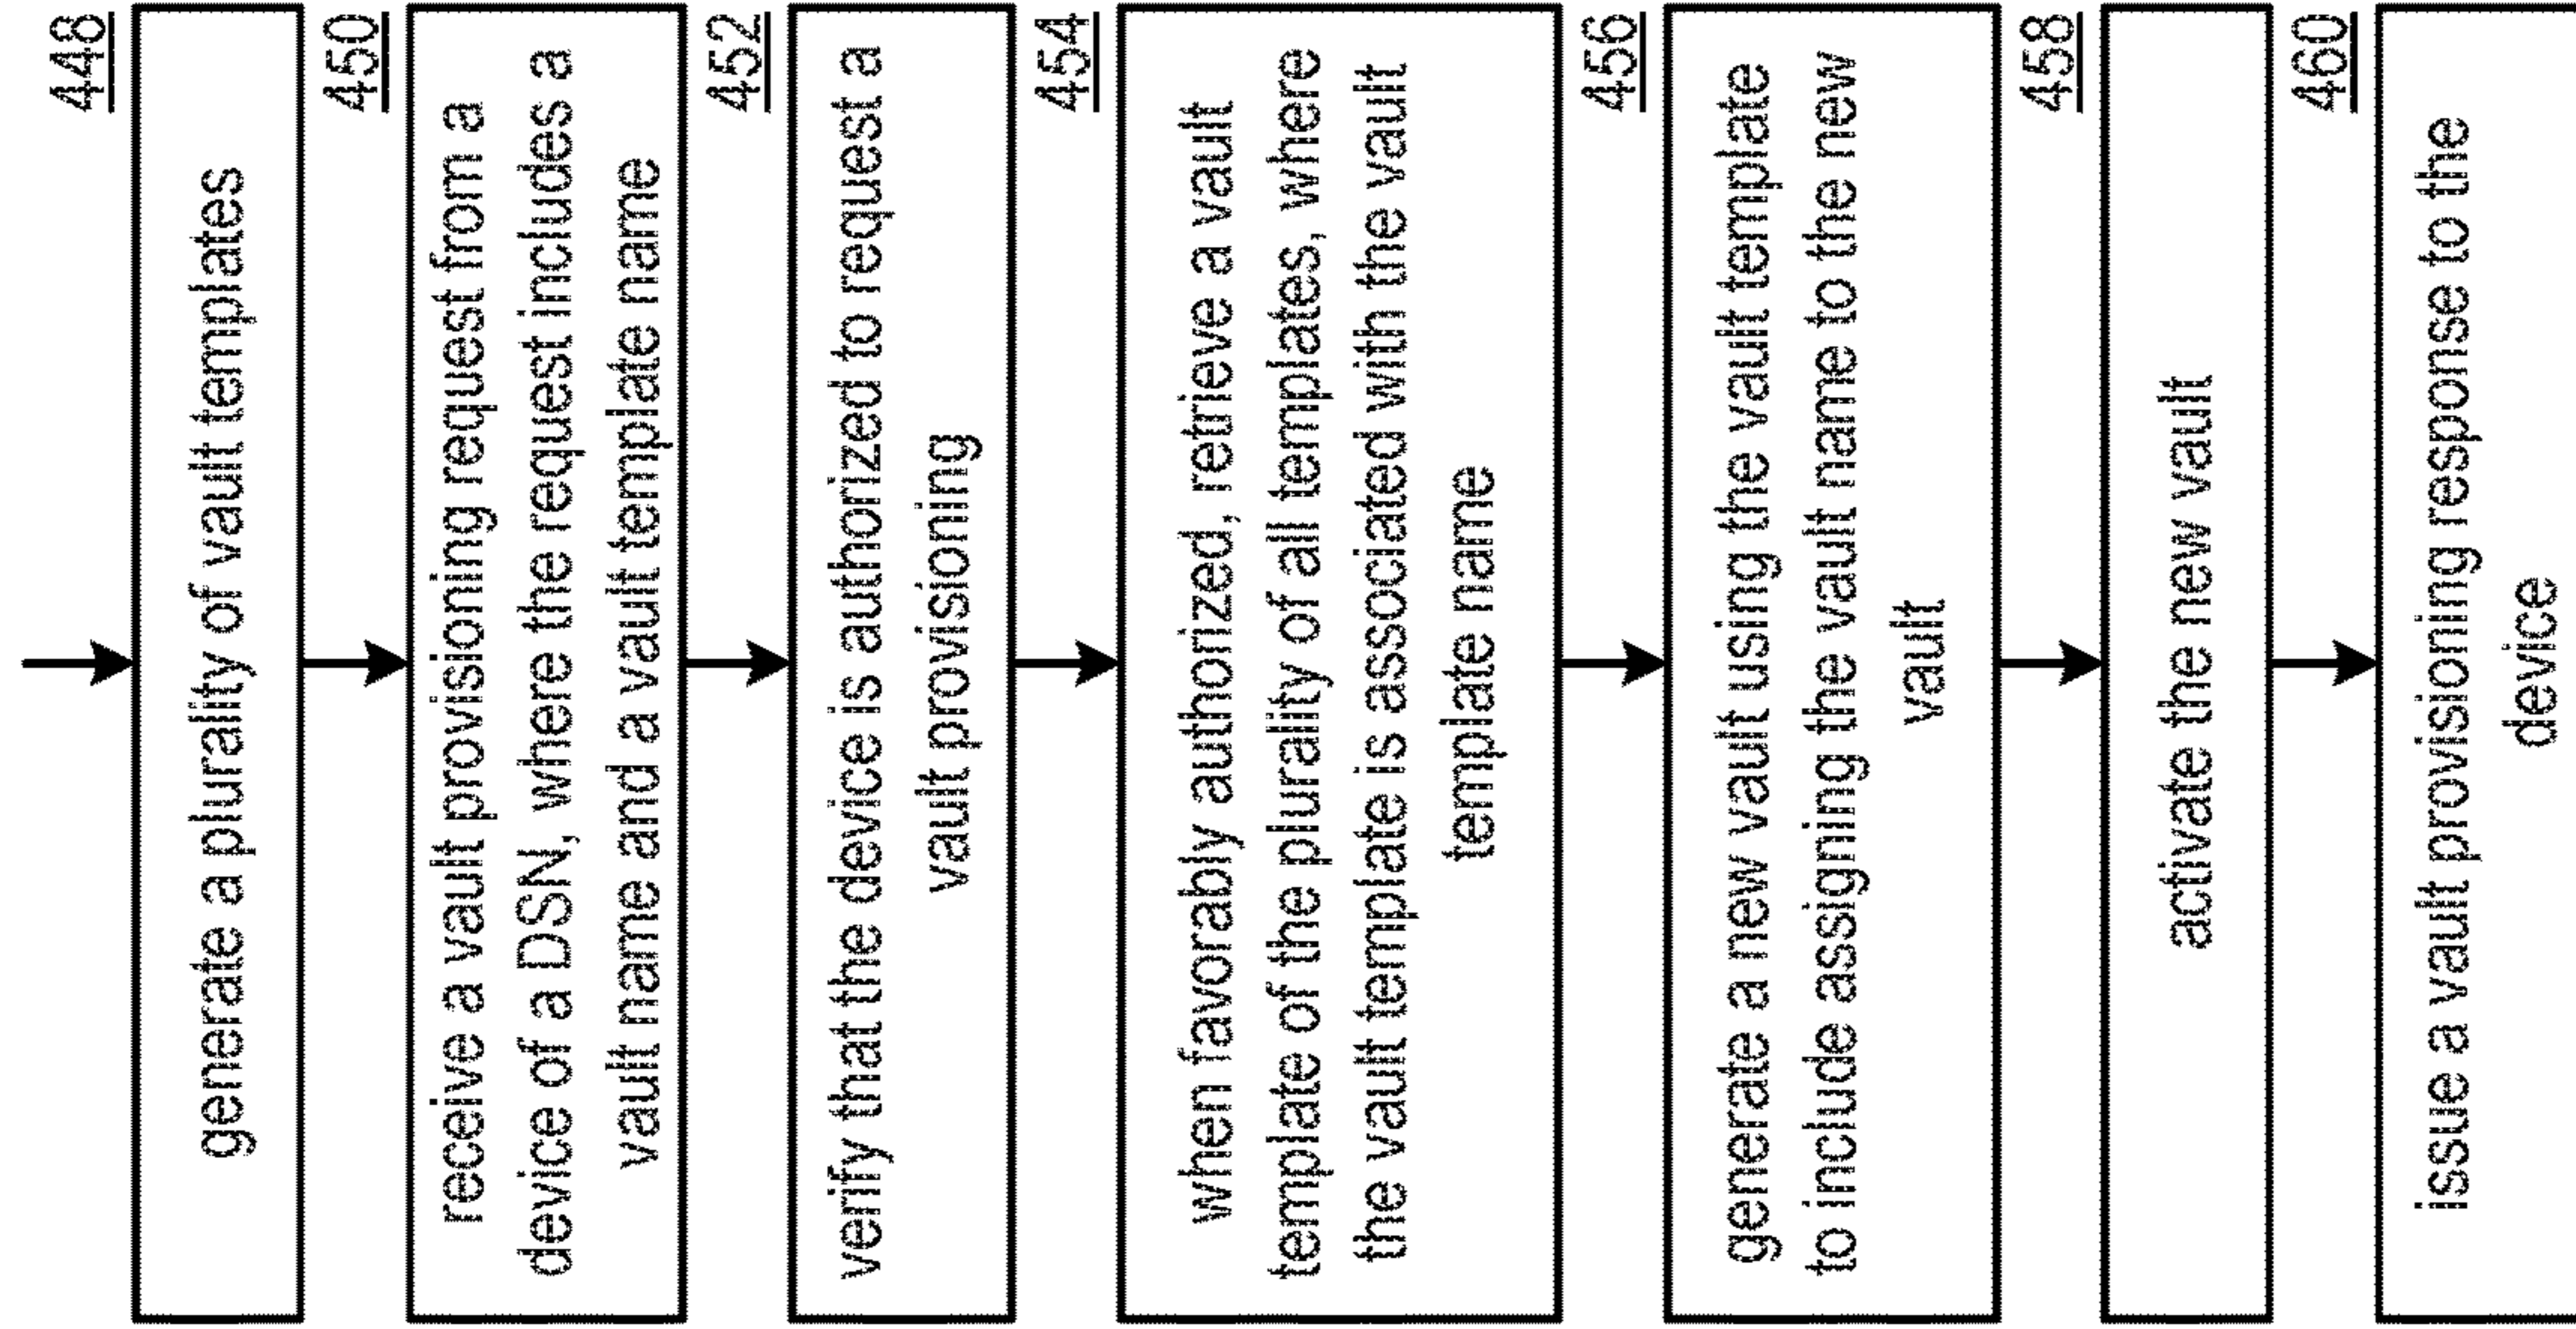 448
generate a plurality of vault templates
450
receive a vault provisioning request from a
device of a DSN, where the request includes a
vault name and a vault template name
452
verify that the device is authorized to request a
vault provisioning
454
when favorably authorized, retrieve a vault
template of the plurality of all templates, where
the vault template is associated with the vault
template name
456
generate a new vault using the vault template
to include assigning the vault name to the new
vault
458
activate the new vault
460
issue a vault provisioning response to the
device